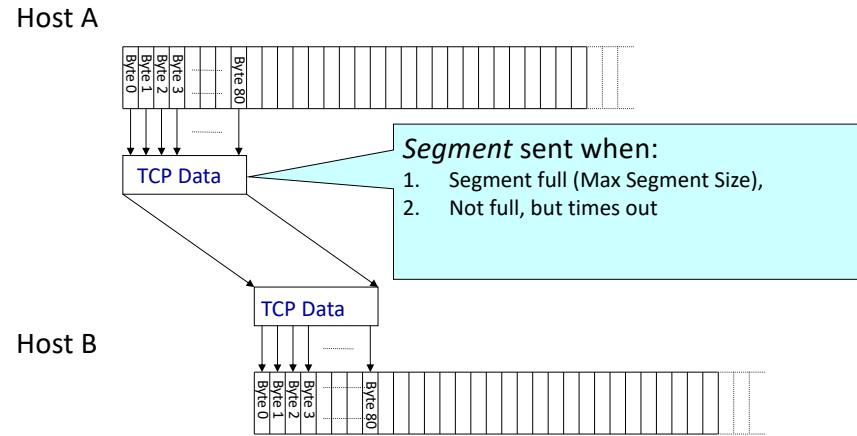 Host A
Byte 0
Byte 1
Byte 2
Byte 3
Byte 80
TCP Data
Segment sent when:
1. Segment full (Max Segment Size),
2. Not full, but times out
TCP Data
Host B
Byte 0
Byte 1
Byte 2
Byte 3
Byte 80